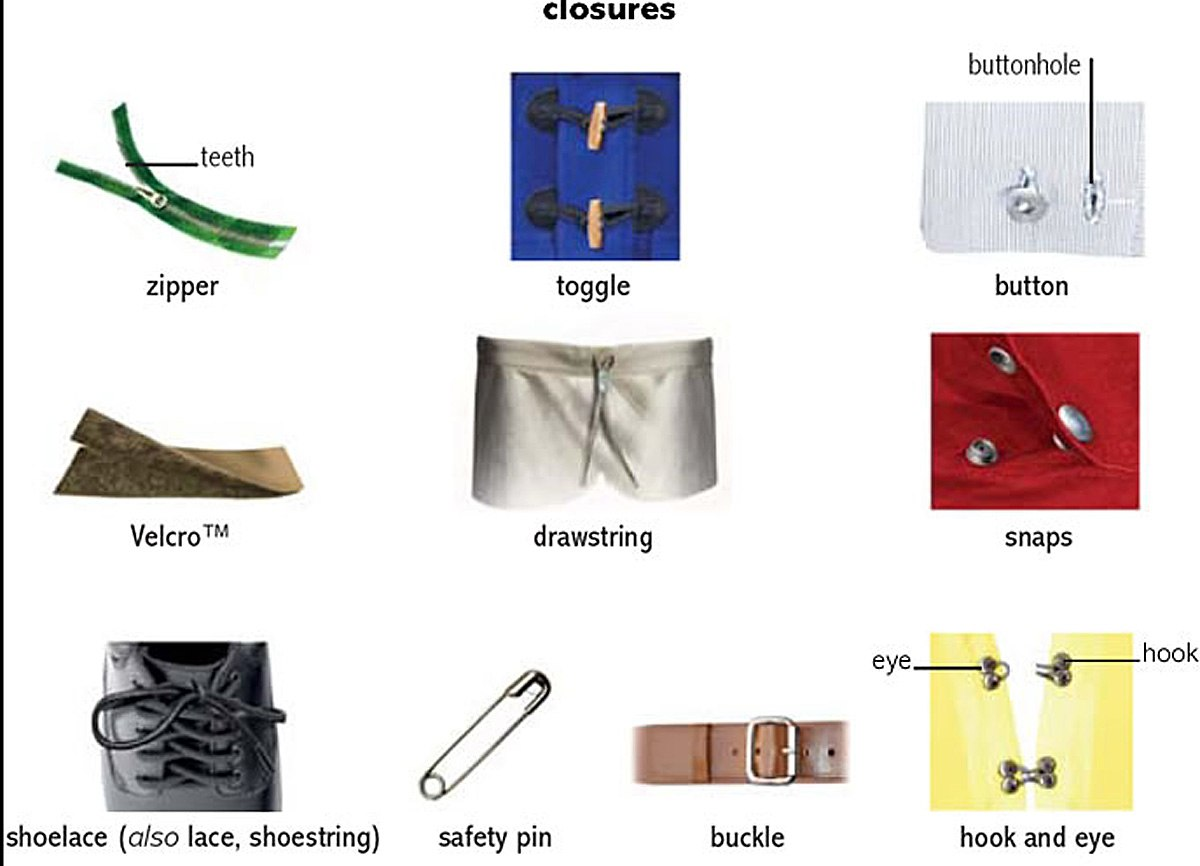 closures
buttonhole
teeth
zipper
toggle
button
Velcro™
drawstring
snaps
eye
hook
shoelace (also lace, shoestring)
safety pin
buckle
hook and eye